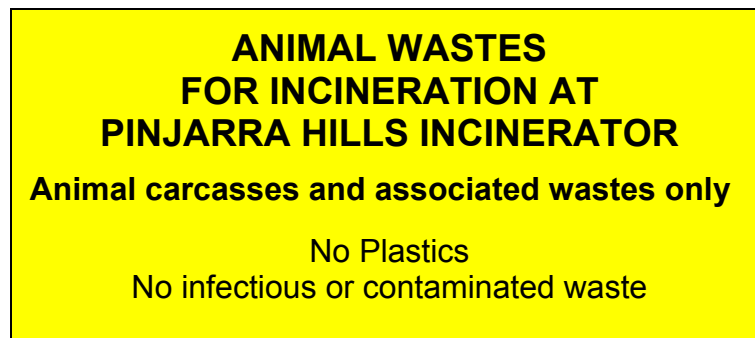 ANIMAL WASTES
FOR INCINERATION AT
PINJARRA HILLS INCINERATOR
Animal carcasses and associated wastes only
No Plastics
No infectious or contaminated waste